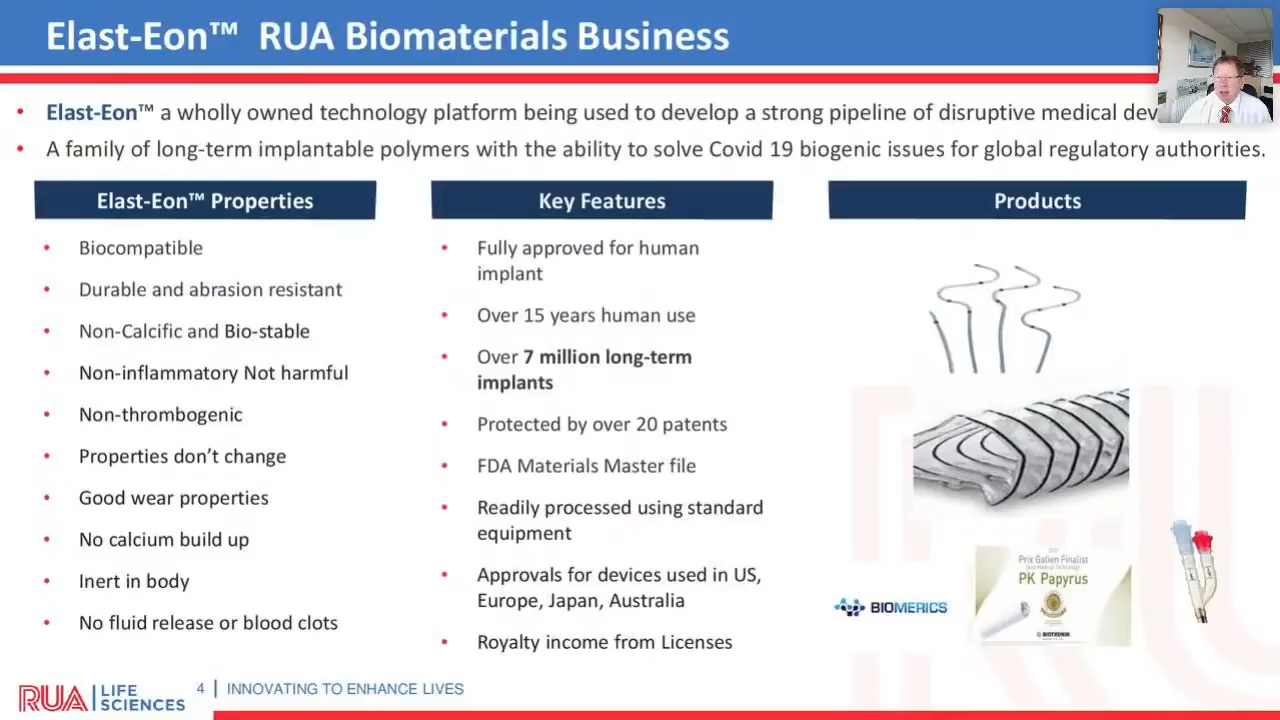 Elast-Eon™ RUA Biomaterials Business
• Elast-Eon™ a wholly owned technology platform being used to develop a strong pipeline of disruptive medical
• A family of long-term implantable polymers with the ability to solve Covid 19 biogenic issues for global regulatory authorities.
Elast-Eon™ Properties
• Biocompatible
• Durable and abrasion resistant
• Non-Calcific and Bio-stable
• Non-inflammatory Not harmful
• Non-thrombogenic
• Properties don’t change
• Good wear properties
• No calcium build up
• Inert in body
• No fluid release or blood clots
Key Features
• Fully approved for human
implant
• Over 15 years human use
• Over 7 million long-term
implants
• Protected by over 20 patents
• FDA Materials Master file
• Readily processed using standard
equipment
• Approvals for devices used in US,
Europe, Japan, Australia
• Royalty income from Licenses
Products
BIOMERICS
Prix Galien Finalist
PK Papyrus
BIOTRONIK
RUA LIFE
SCIENCES
4 | INNOVATING TO ENHANCE LIVES